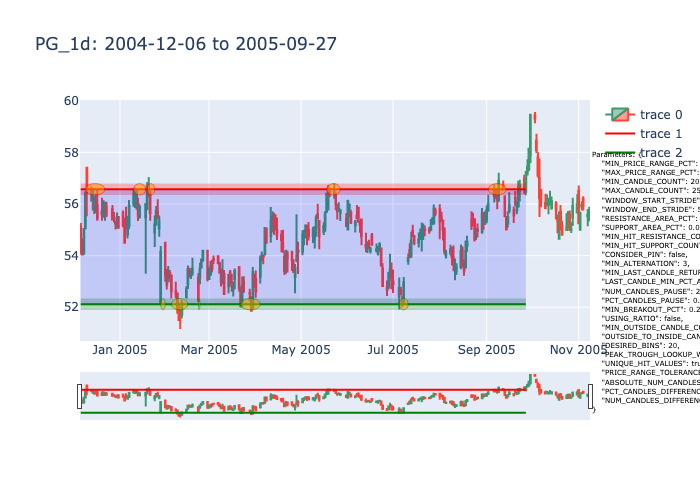 PG_1d: 2004-12-06 to 2005-09-27
60
58
56
54
52
Jan 2005
Mar 2005
May 2005
Jul 2005
Sep 2005
Nov 2005
trace 0
trace 1
trace 2
Parameters: {
"MIN_PRICE_RANGE_PCT":
"MAX_PRICE_RANGE_PCT":
"MIN_CANDLE_COUNT": 20
"MAX_CANDLE_COUNT": 25
"WINDOW_START_STRIDE"
"WINDOW_END_STRIDE": 5
"RESISTANCE_AREA_PCT":
"SUPPORT_AREA_PCT": 0.0
"MIN_HIT_RESISTANCE_CO
"MIN_HIT_SUPPORT_COUNT
"CONSIDER_PIN": false,
"MIN_ALTERNATION": 3,
"MIN_LAST_CANDLE_RETUR
"LAST_CANDLE_MIN_PCT_A
"NUM_CANDLES_PAUSE": 2
"PCT_CANDLES_PAUSE": 0.
"MIN_BREAKOUT_PCT": 0.2
"USING_RATIO": false,
"MIN_OUTSIDE_CANDLE_CO
"OUTSIDE_TO_INSIDE_CAN
"DESIRED_BINS": 20,
"PEAK_TROUGH_LOOKUP_W
"UNIQUE_HIT_VALUES": tru
"PRICE_RANGE_TOLERANC
"ABSOLUTE_NUM_CANDLES
"PCT_CANDLES_DIFFERENC
"NUM_CANDLES_DIFFEREN
}